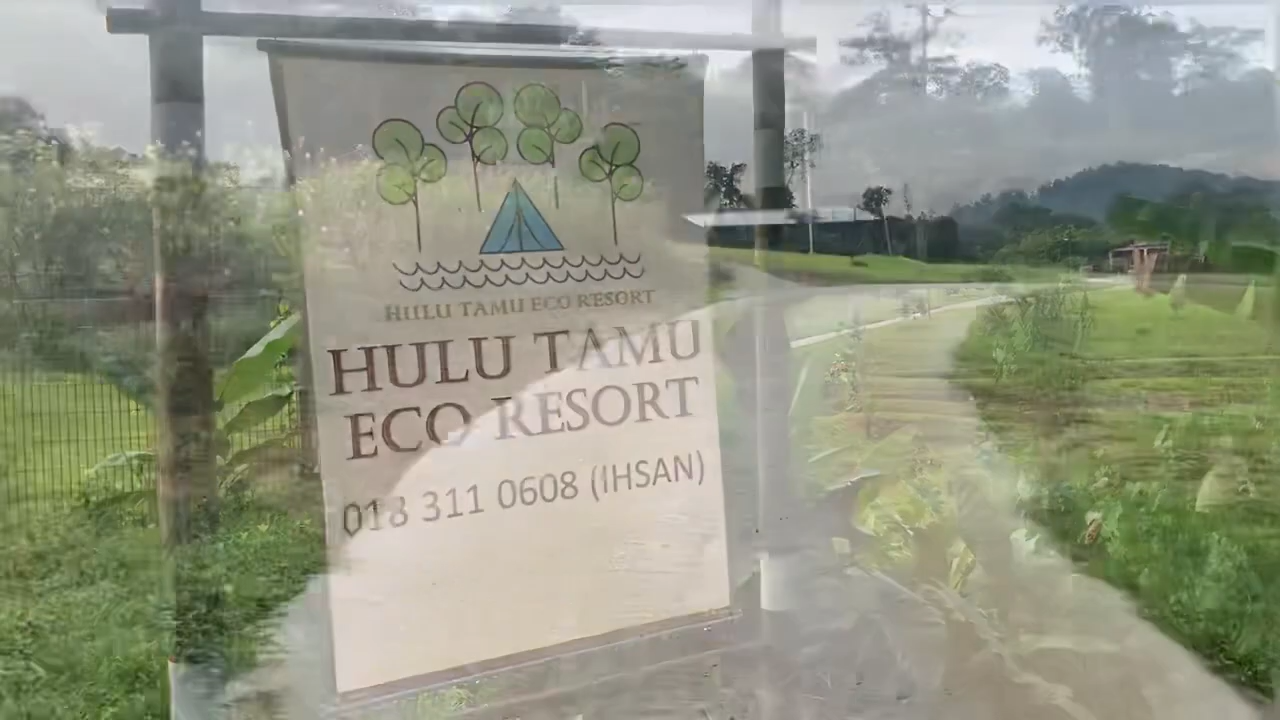 HULU TAMU ECO RESORT
HULU TAMU
ECO RESORT
018 311 0608 (IHSAN)